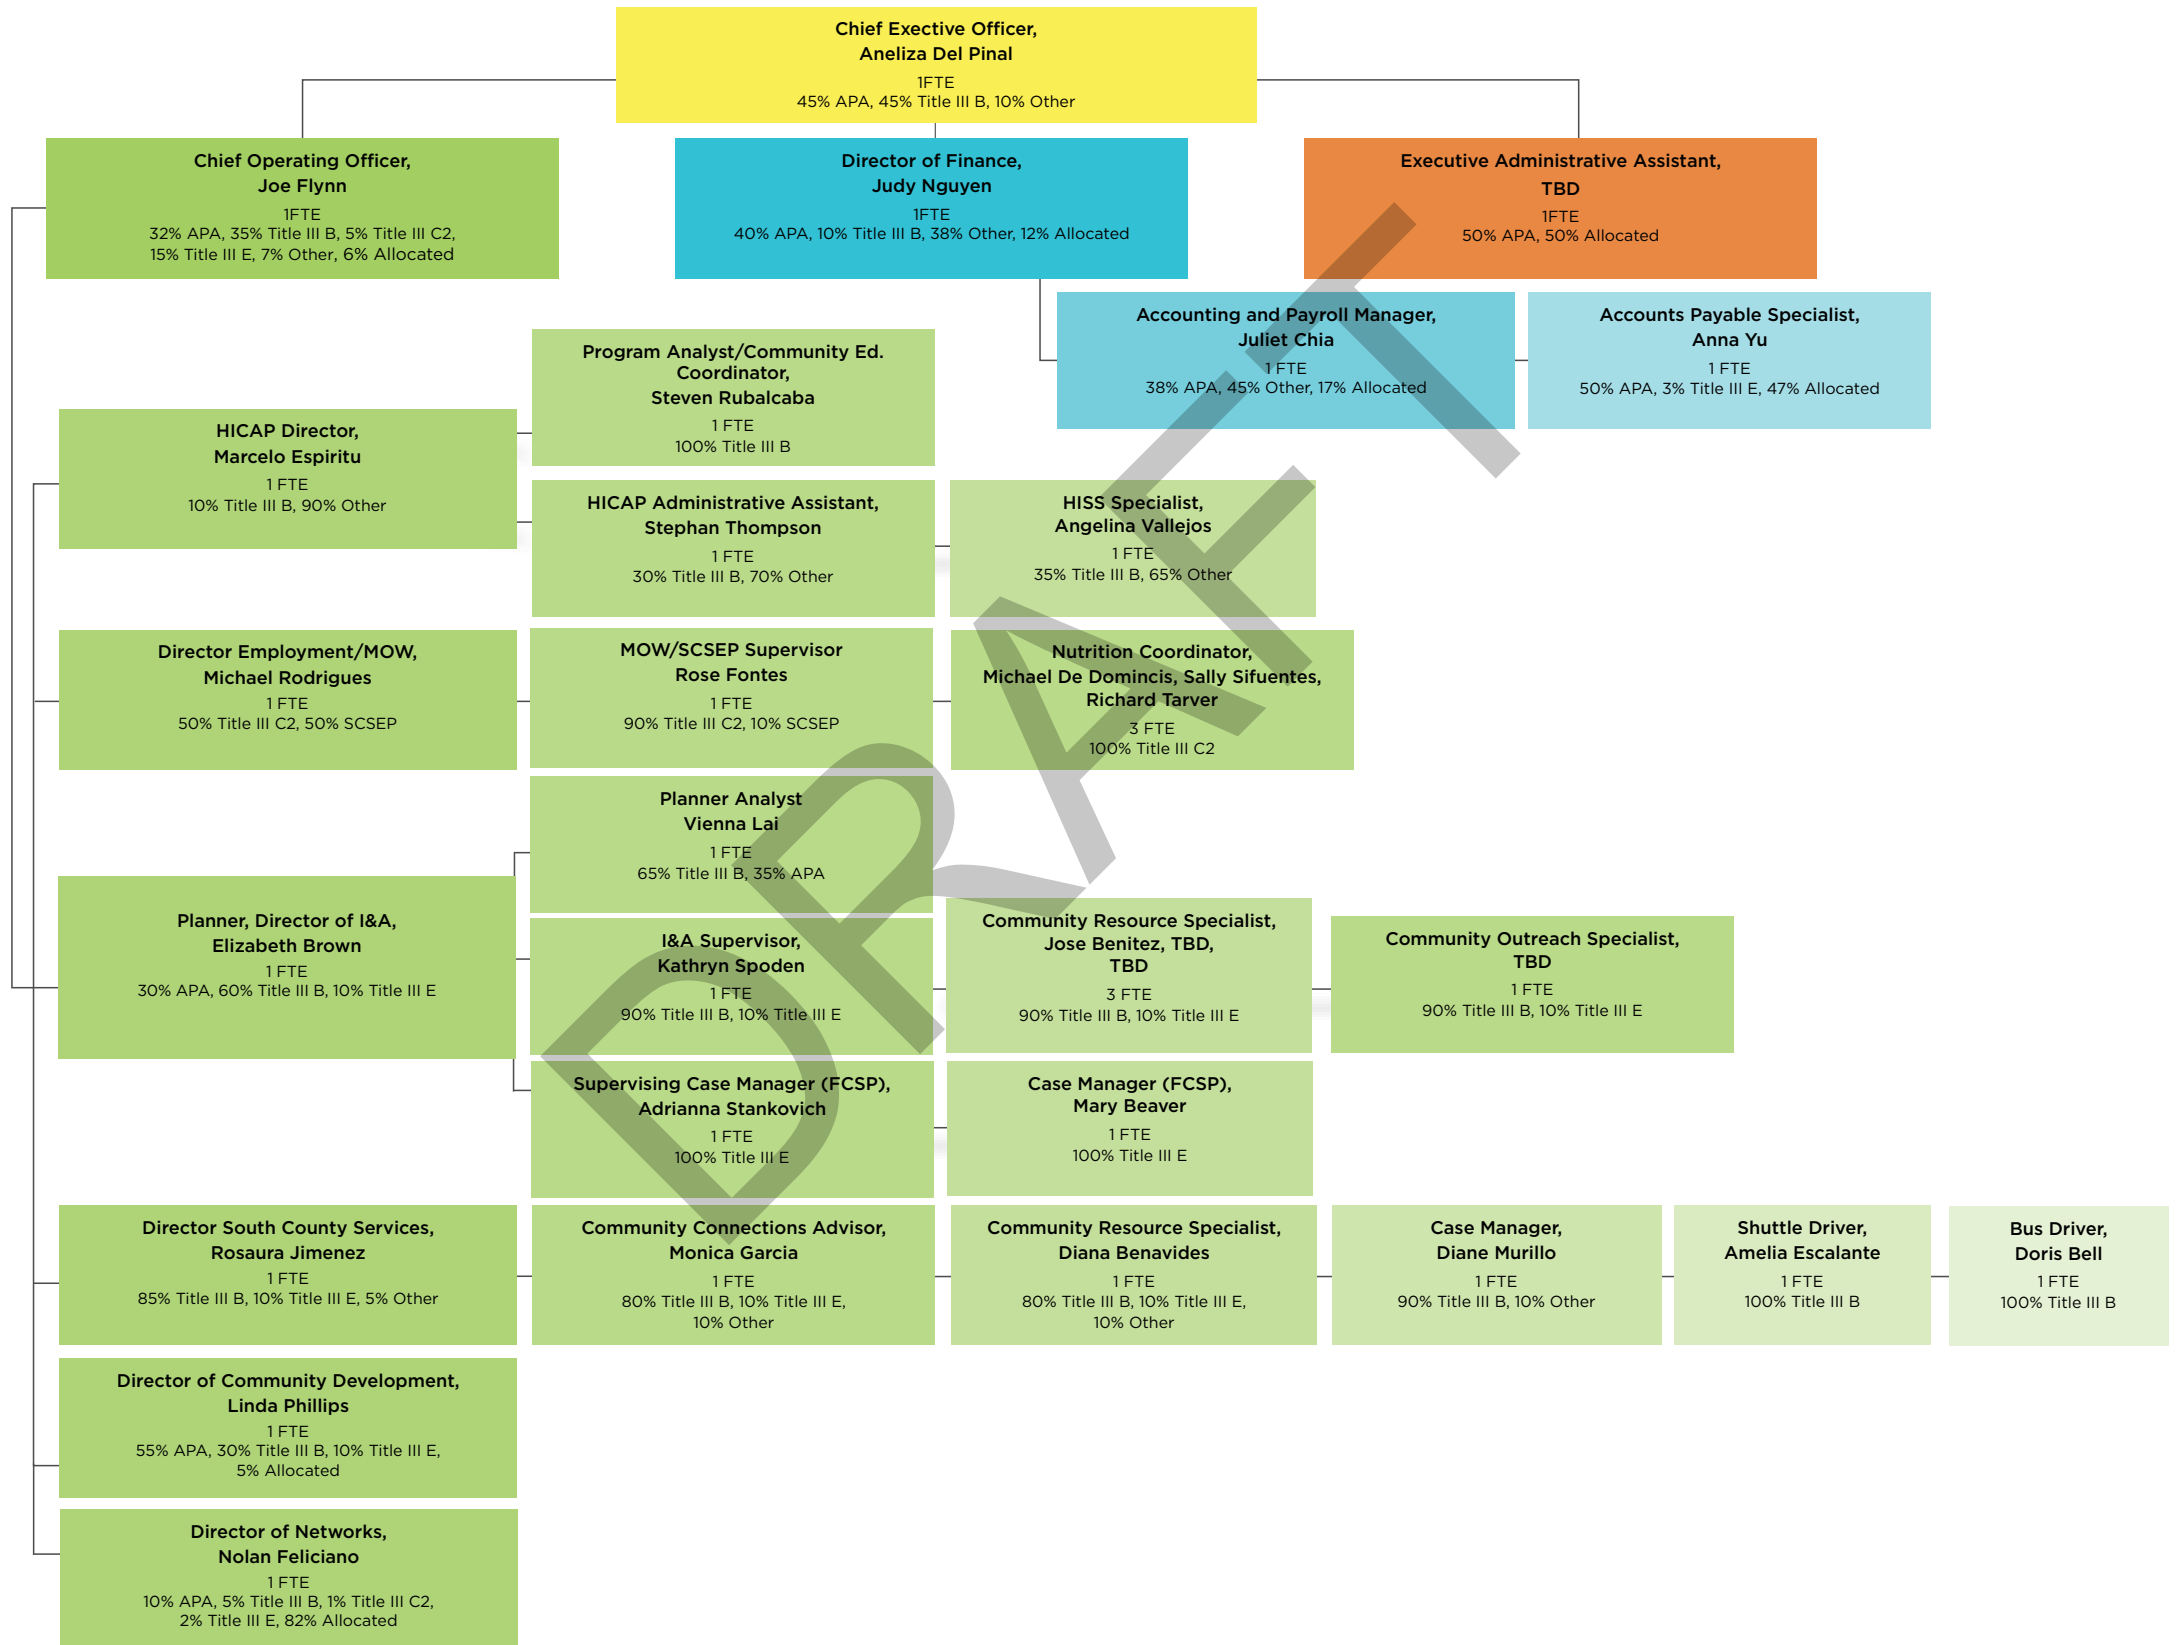 Chief Exective Officer,
Aneliza Del Pinal
1FTE
45% APA, 45% Title III B, 10% Other
Chief Operating Officer,
Joe Flynn
1FTE
32% APA, 35% Title III B, 5% Title III C2,
15% Title III E, 7% Other, 6% Allocated
Director of Finance,
Judy Nguyen
1FTE
40% APA, 10% Title III B, 38% Other, 12% Allocated
Executive Administrative Assistant,
TBD
1FTE
50% APA, 50% Allocated
Accounting and Payroll Manager,
Juliet Chia
1 FTE
38% APA, 45% Other, 17% Allocated
Accounts Payable Specialist,
Anna Yu
1 FTE
50% APA, 3% Title III E, 47% Allocated
Program Analyst/Community Ed.
Coordinator,
Steven Rubalcaba
1 FTE
100% Title III B
HICAP Director,
Marcelo Espiritu
1 FTE
10% Title III B, 90% Other
HICAP Administrative Assistant,
Stephan Thompson
1 FTE
30% Title III B, 70% Other
HISS Specialist,
Angelina Vallejos
1 FTE
35% Title III B, 65% Other
Director Employment/MOW,
Michael Rodrigues
1 FTE
50% Title III C2, 50% SCSEP
MOW/SCSEP Supervisor
Rose Fontes
1 FTE
90% Title III C2, 10% SCSEP
Nutrition Coordinator,
Michael De Domincis, Sally Sifuentes,
Richard Tarver
3 FTE
100% Title III C2
Planner Analyst
Vienna Lai
1 FTE
65% Title III B, 35% APA
Planner, Director of I&A,
Elizabeth Brown
1 FTE
30% APA, 60% Title III B, 10% Title III E
I&A Supervisor,
Kathryn Spoden
1 FTE
90% Title III B, 10% Title III E
Community Resource Specialist,
Jose Benitez, TBD,
TBD
3 FTE
90% Title III B, 10% Title III E
Community Outreach Specialist,
TBD
1 FTE
90% Title III B, 10% Title III E
Supervising Case Manager (FCSP),
Adrianna Stankovich
1 FTE
100% Title III E
Case Manager (FCSP),
Mary Beaver
1 FTE
100% Title III E
Director South County Services,
Rosaura Jimenez
1 FTE
85% Title III B, 10% Title III E, 5% Other
Community Connections Advisor,
Monica Garcia
1 FTE
80% Title III B, 10% Title III E,
10% Other
Community Resource Specialist,
Diana Benavides
1 FTE
80% Title III B, 10% Title III E,
10% Other
Case Manager,
Diane Murillo
1 FTE
90% Title III B, 10% Other
Shuttle Driver,
Amelia Escalante
1 FTE
100% Title III B
Bus Driver,
Doris Bell
1 FTE
100% Title III B
Director of Community Development,
Linda Phillips
1 FTE
55% APA, 30% Title III B, 10% Title III E,
5% Allocated
Director of Networks,
Nolan Feliciano
1 FTE
10% APA, 5% Title III B, 1% Title III C2,
2% Title III E, 82% Allocated
DRAFT